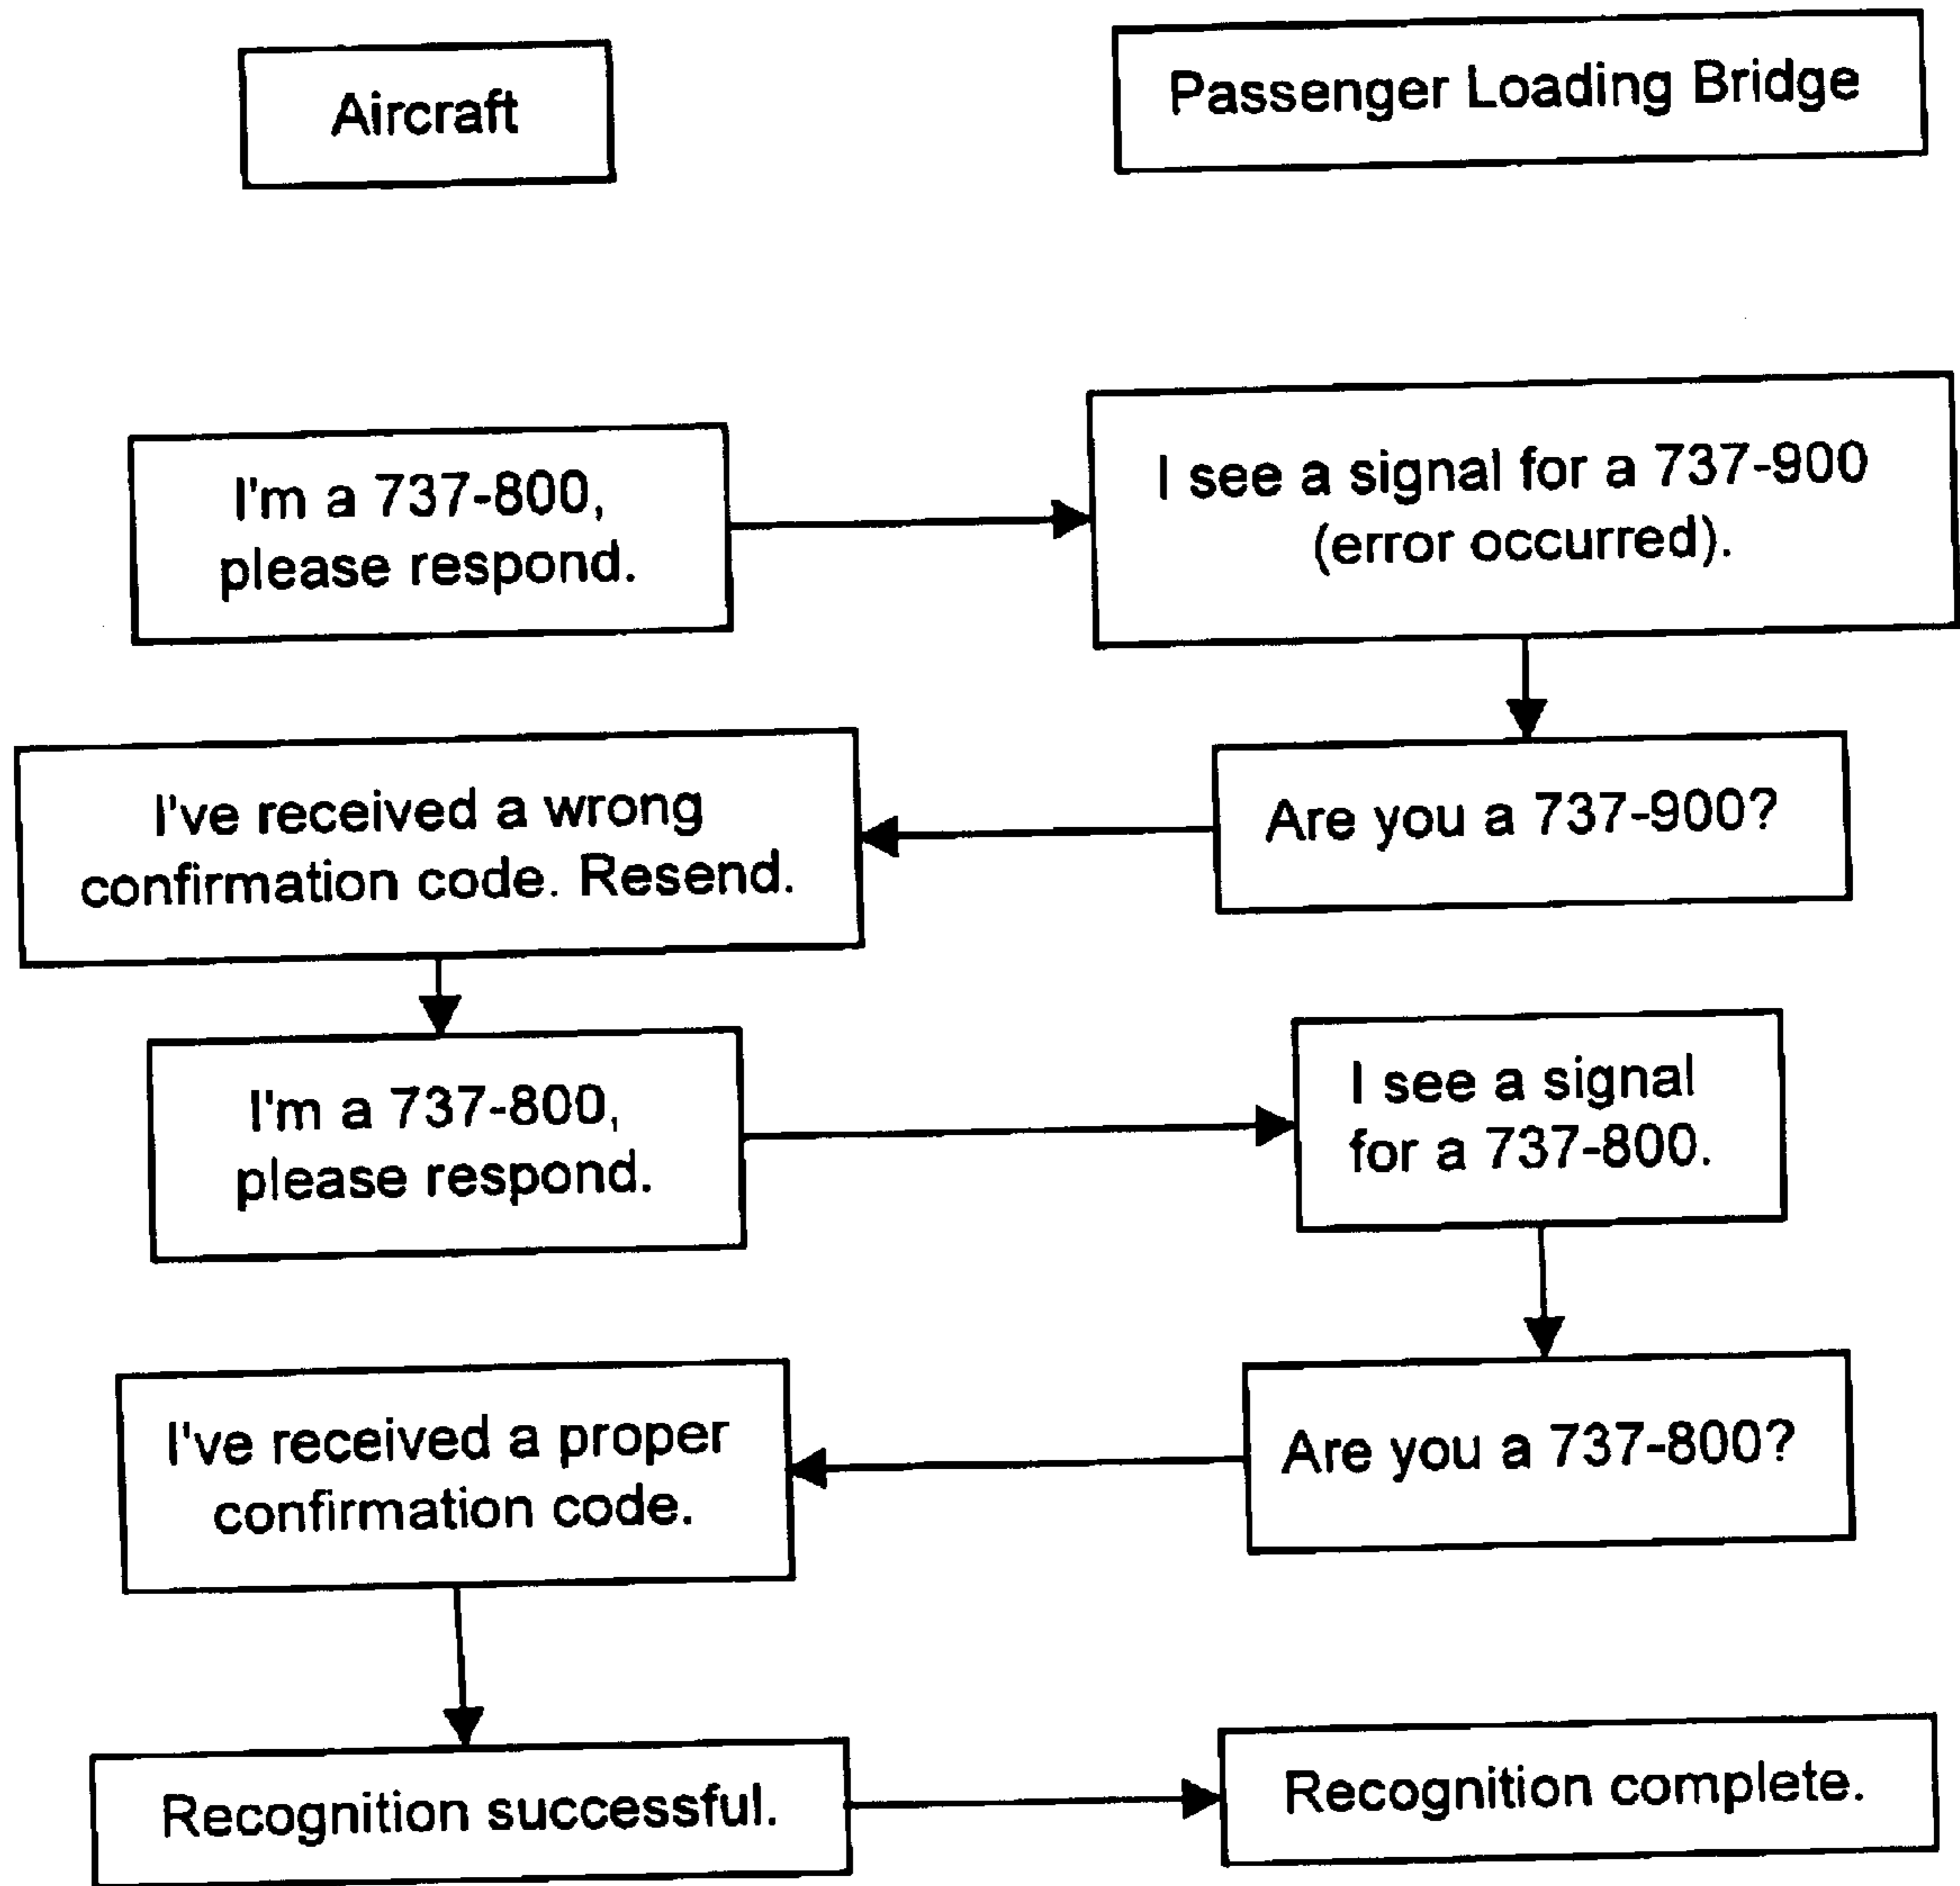 Aircraft
Passenger Loading Bridge
I'm a 737-800,
please respond.
I see a signal for a 737-900
(error occurred).
Are you a 737-900?
I've received a wrong
confirmation code. Resend.
I'm a 737-800,
please respond.
I see a signal
for a 737-800.
Are you a 737-800?
I've received a proper
confirmation code.
Recognition successful.
Recognition complete.